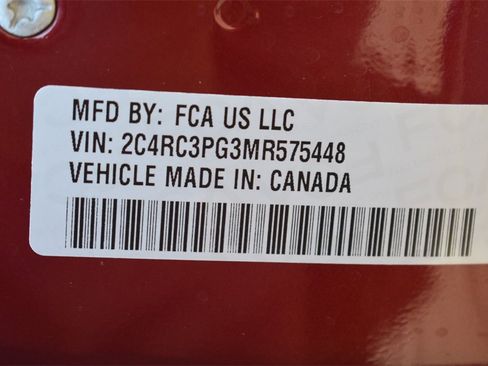 MFD BY: FCA US LLC
VIN: 2C4RC3PG3MR575448
VEHICLE MADE IN: CANADA